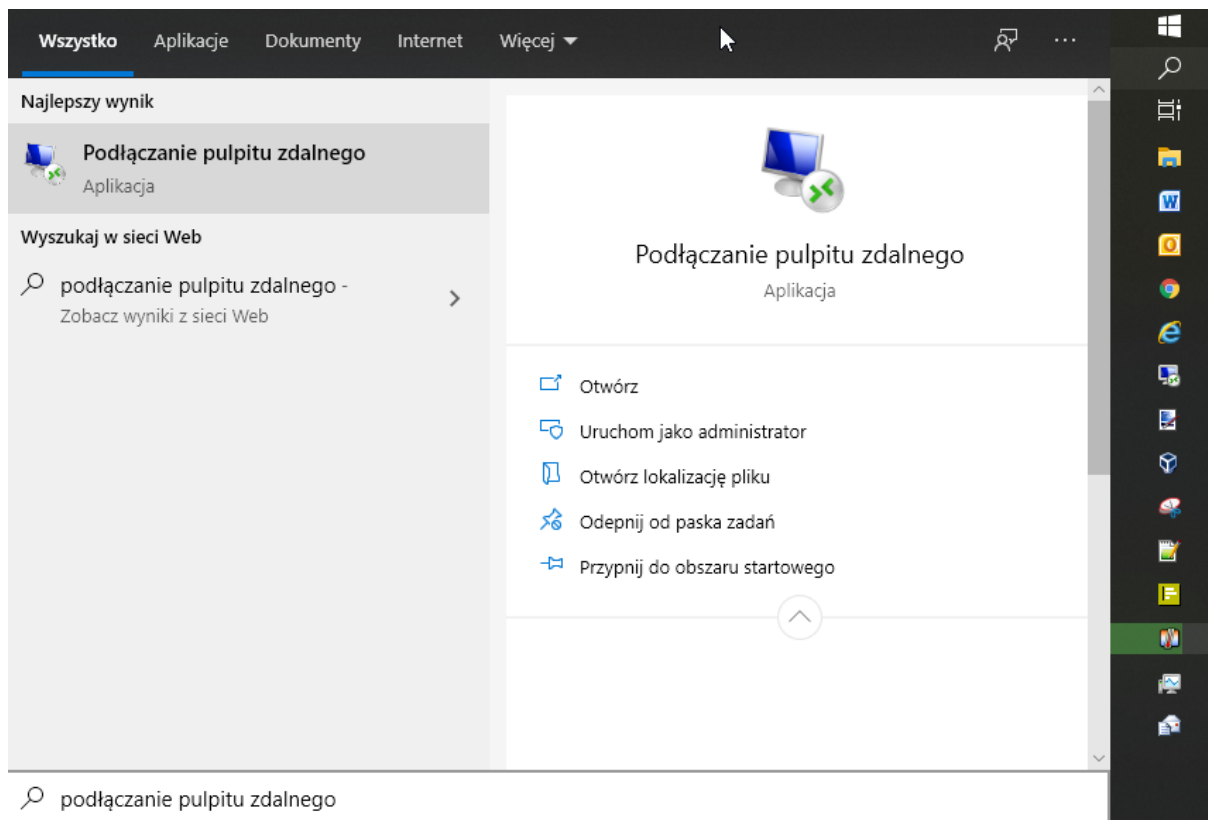 Wszystko Aplikacje Dokumenty Internet Więcej
Najlepszy wynik
Podłączanie pulpitu zdalnego
Aplikacja
Wyszukaj w sieci Web
podłączanie pulpitu zdalnego -
Zobacz wyniki z sieci Web
Podłączanie pulpitu zdalnego
Aplikacja
Otwórz
Uruchom jako administrator
Otwórz lokalizację pliku
Odepnij od paska zadań
Przypnij do obszaru startowego
podłączanie pulpitu zdalnego